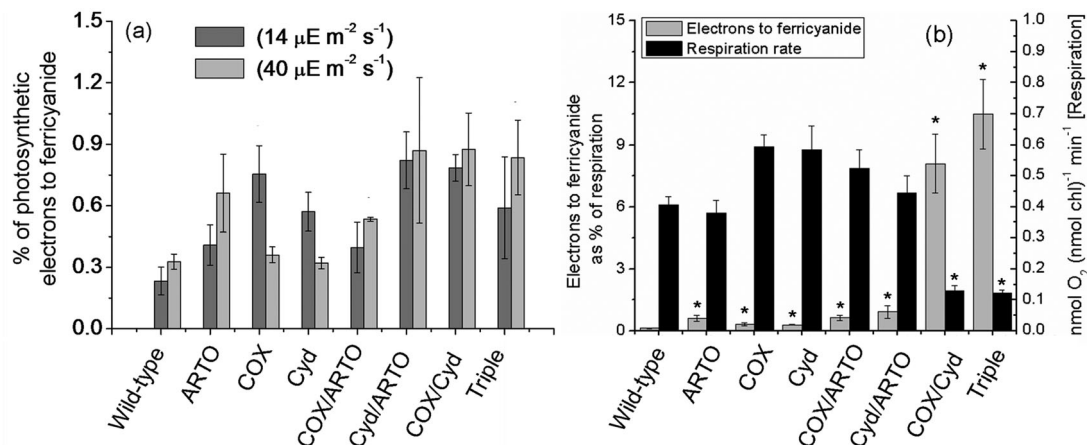 (a)
(14 µE m⁻² s⁻¹)
(40 µE m⁻² s⁻¹)
% of photosynthetic
electrons to ferricyanide
1.5
1.2
0.9
0.6
0.3
0.0
Wild-type
ARTO
COX
Cyd
COX/ARTO
Cyd/ARTO
COX/Cyd
Triple
(b)
Electrons to ferricyanide
Respiration rate
Electrons to ferricyanide
as % of respiration
15
12
9
6
3
0
* * * * * * *
1.0
0.9
0.8
0.7
0.6
0.5
0.4
0.3
0.2
0.1
0.0
nmol O₂ (nmol chl)⁻¹ min⁻¹ [Respiration]
* *
Wild-type
ARTO
COX
Cyd
COX/ARTO
Cyd/ARTO
COX/Cyd
Triple